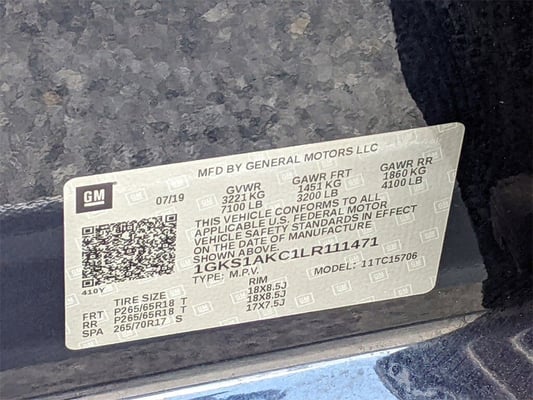 MFD BY GENERAL MOTORS LLC
GM 07/19
GVWR GAWR FRT GAWR RR
3221 KG 1451 KG 1860 KG
7100 LB 3200 LB 4100 LB
THIS VEHICLE CONFORMS TO ALL
APPLICABLE U.S. FEDERAL MOTOR
VEHICLE SAFETY STANDARDS IN EFFECT
ON THE DATE OF MANUFACTURE
SHOWN ABOVE.
1GKS1AKC1LR111471
TYPE: M.P.V. MODEL: 11TC15706
410Y
TIRE SIZE RIM
FRT P265/65R18 T 18X8.5J
RR P265/65R18 T 18X8.5J
SPA 265/70R17 S 17X7.5J